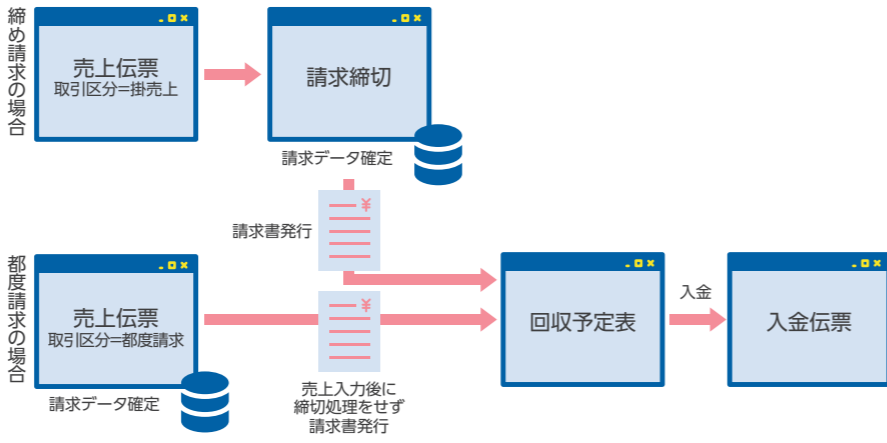 締め請求の場合
売上伝票
取引区分=掛売上
請求締切
請求データ確定
¥
請求書発行
都度請求の場合
売上伝票
取引区分=都度請求
請求データ確定
¥
売上入力後に
締切処理をせず
請求書発行
回収予定表
入金
入金伝票